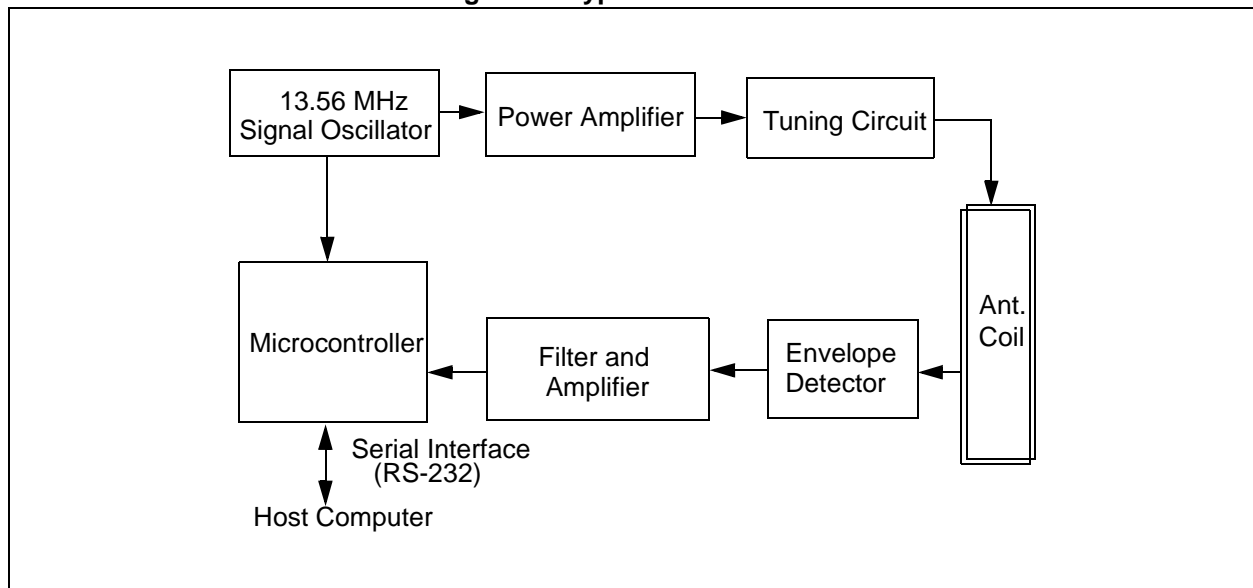 13.56 MHz
Signal Oscillator
Power Amplifier
Tuning Circuit
Ant.
Coil
Microcontroller
Filter and
Amplifier
Envelope
Detector
Serial Interface
(RS-232)
Host Computer